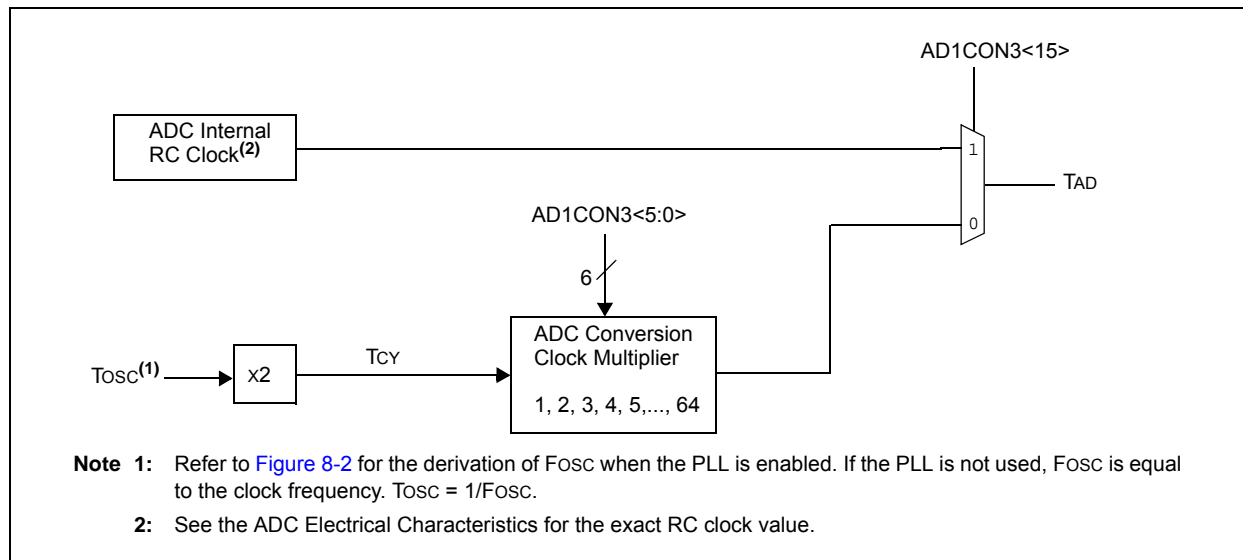 AD1CON3<15>
ADC Internal
RC Clock(2)
1
TAD
AD1CON3<5:0>
0
6
ADC Conversion
Clock Multiplier
TOSC(1)
X2
TCY
1, 2, 3, 4, 5,..., 64
Note 1: Refer to Figure 8-2 for the derivation of FOSC when the PLL is enabled. If the PLL is not used, FOSC is equal
to the clock frequency. TOSC = 1/FOSC.
2: See the ADC Electrical Characteristics for the exact RC clock value.